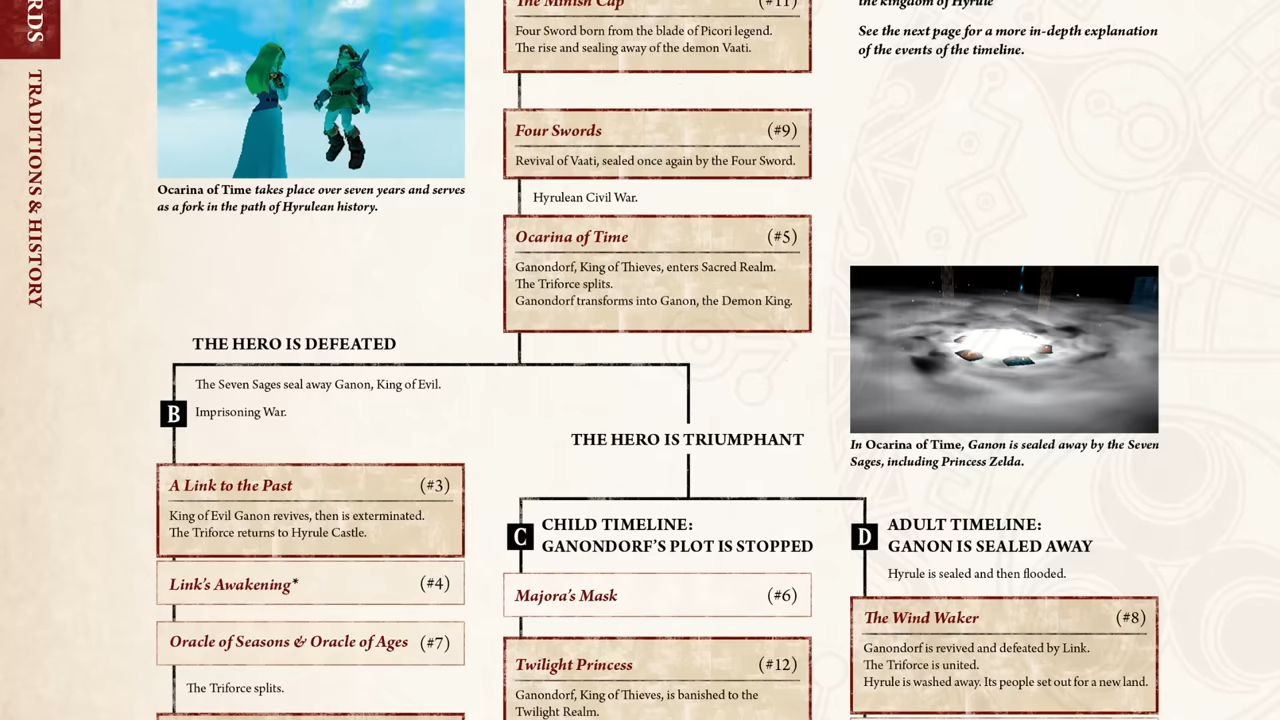 RDS
TRADITIONS & HISTORY
The Minish Cap (#11)
Four Sword born from the blade of Picori legend.
The rise and sealing away of the demon Vaati.
the kingdom of Hyrule
See the next page for a more in-depth explanation
of the events of the timeline.
Four Swords (#9)
Revival of Vaati, sealed once again by the Four Sword.
Ocarina of Time takes place over seven years and serves
as a fork in the path of Hyrulean history.
Hyrulean Civil War.
Ocarina of Time (#5)
Ganondorf, King of Thieves, enters Sacred Realm.
The Triforce splits.
Ganondorf transforms into Ganon, the Demon King.
THE HERO IS DEFEATED
The Seven Sages seal away Ganon, King of Evil.
B
Imprisoning War.
THE HERO IS TRIUMPHANT
In Ocarina of Time, Ganon is sealed away by the Seven
Sages, including Princess Zelda.
A Link to the Past (#3)
King of Evil Ganon revives, then is exterminated.
The Triforce returns to Hyrule Castle.
Link's Awakening* (#4)
Oracle of Seasons & Oracle of Ages (#7)
The Triforce splits.
C
CHILD TIMELINE:
GANONDORF'S PLOT IS STOPPED
Majora's Mask (#6)
Twilight Princess (#12)
Ganondorf, King of Thieves, is banished to the
Twilight Realm.
D
ADULT TIMELINE:
GANON IS SEALED AWAY
Hyrule is sealed and then flooded.
The Wind Waker (#8)
Ganondorf is revived and defeated by Link.
The Triforce is united.
Hyrule is washed away. Its people set out for a new land.